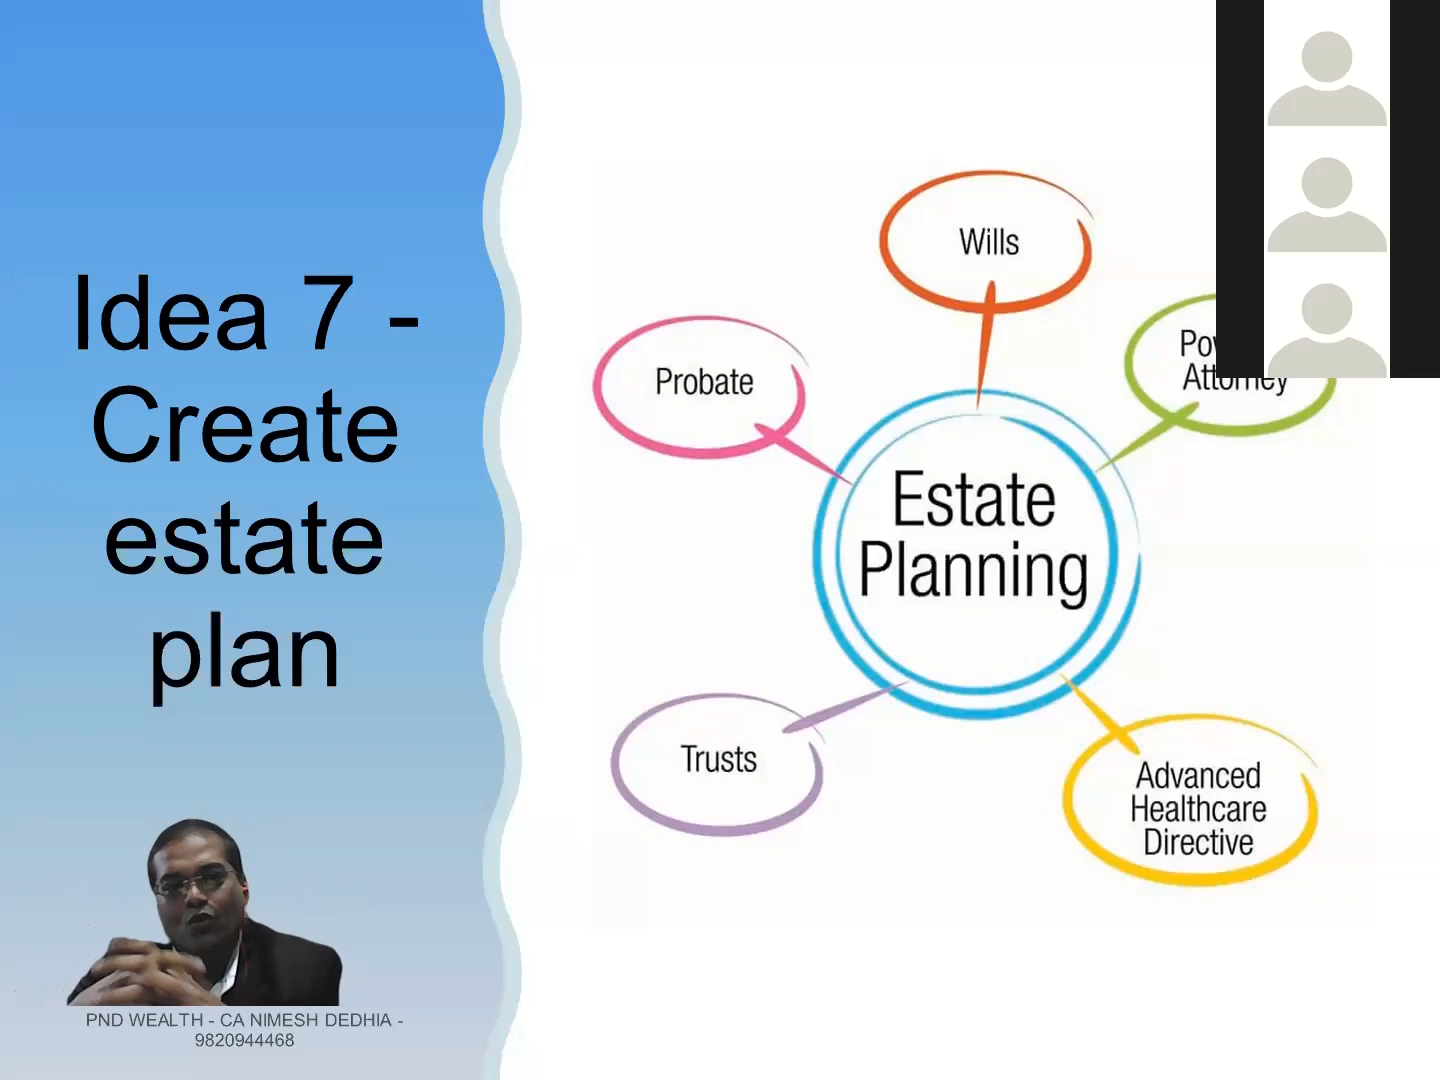 Idea 7 -
Create
estate
plan
PND WEALTH - CA NIMESH DEDHIA -
9820944468
Wills
Probate
Attorney
Estate
Planning
Trusts
Advanced
Healthcare
Directive